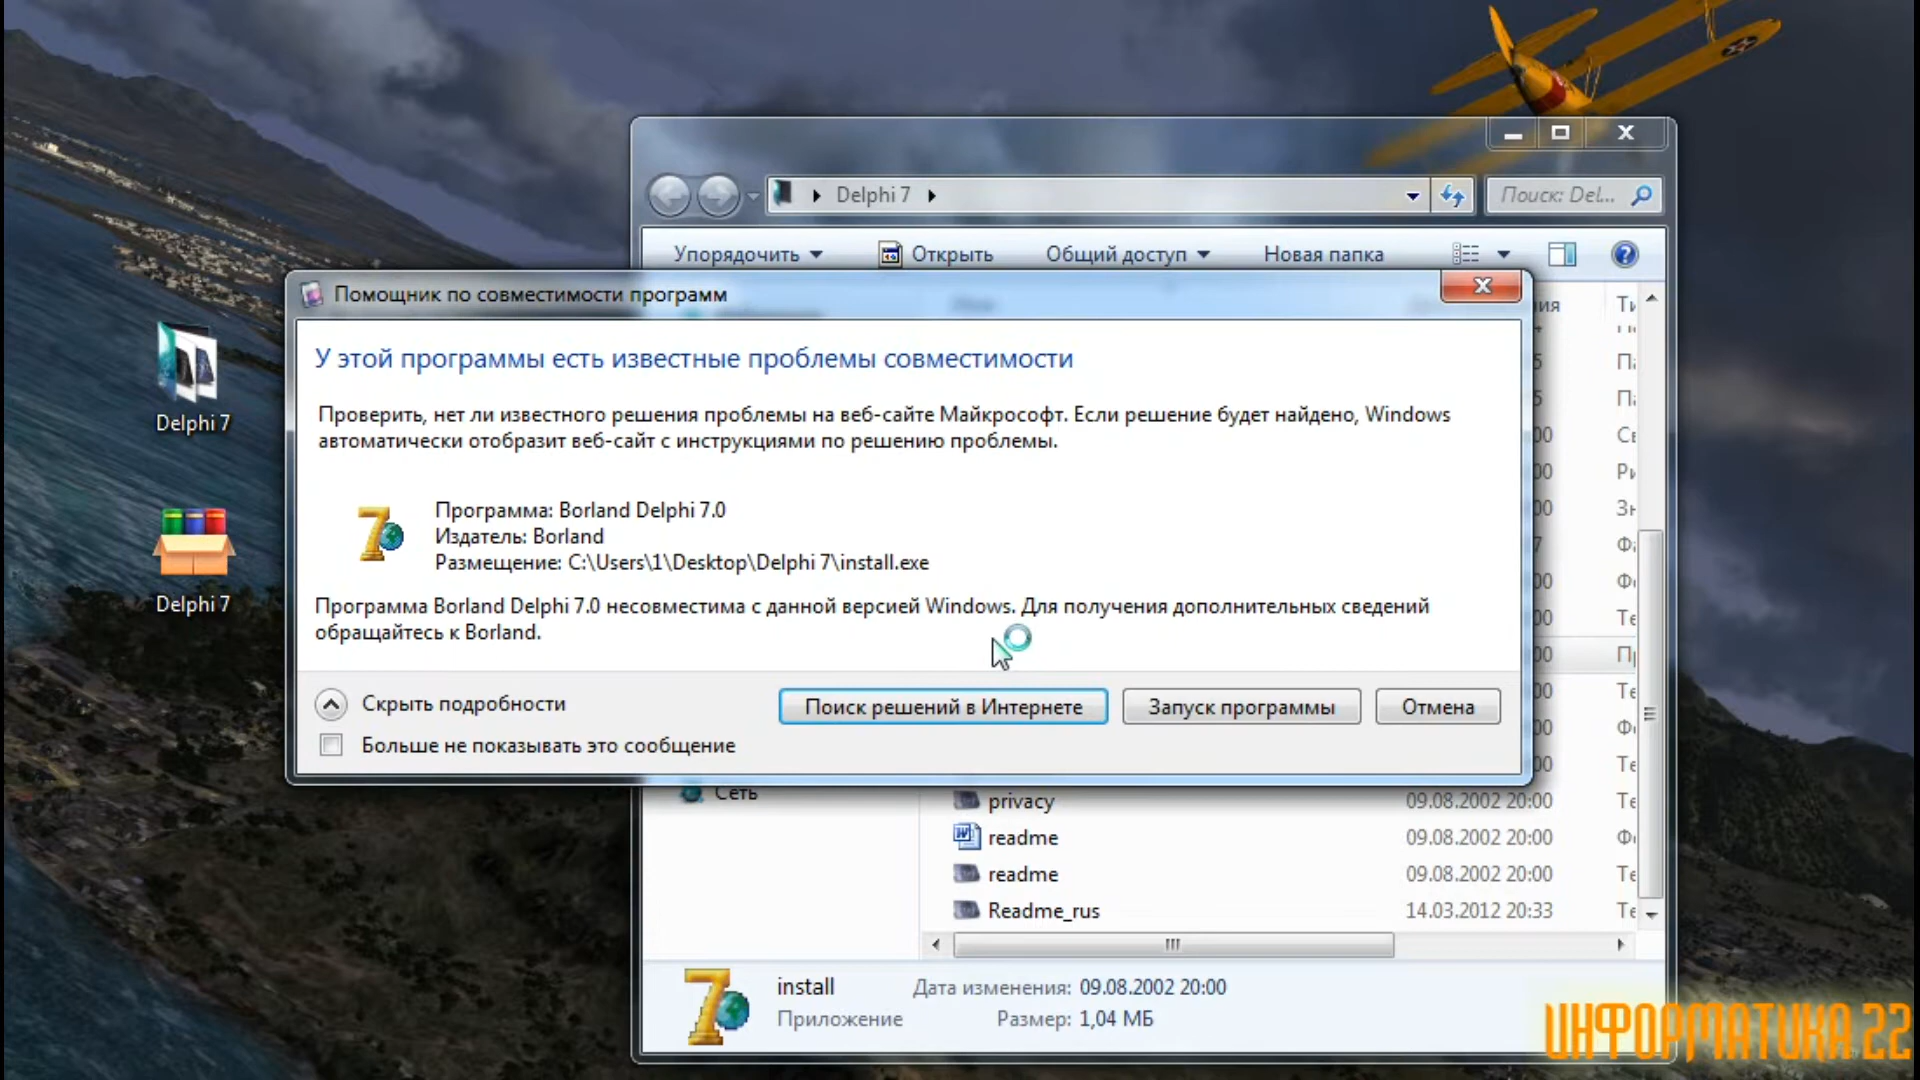 Delphi 7
Поиск: Del...
Упорядочить
Открыть
Общий доступ
Новая папка
Помощник по совместимости программ
У этой программы есть известные проблемы совместимости
Проверить, нет ли известного решения проблемы на веб-сайте Майкрософт. Если решение будет найдено, Windows
автоматически отобразит веб-сайт с инструкциями по решению проблемы.
Программа: Borland Delphi 7.0
Издатель: Borland
Размещение: C:\Users\1\Desktop\Delphi 7\install.exe
Программа Borland Delphi 7.0 несовместима с данной версией Windows. Для получения дополнительных сведений
обращайтесь к Borland.
Скрыть подробности
Поиск решений в Интернете
Запуск программы
Отмена
Больше не показывать это сообщение
Delphi 7
Delphi 7
Сеть
privacy 09.08.2002 20:00
readme 09.08.2002 20:00
readme 09.08.2002 20:00
Readme_rus 14.03.2012 20:33
install Дата изменения: 09.08.2002 20:00
Приложение Размер: 1,04 МБ
ИНФОРМАТИКА 22